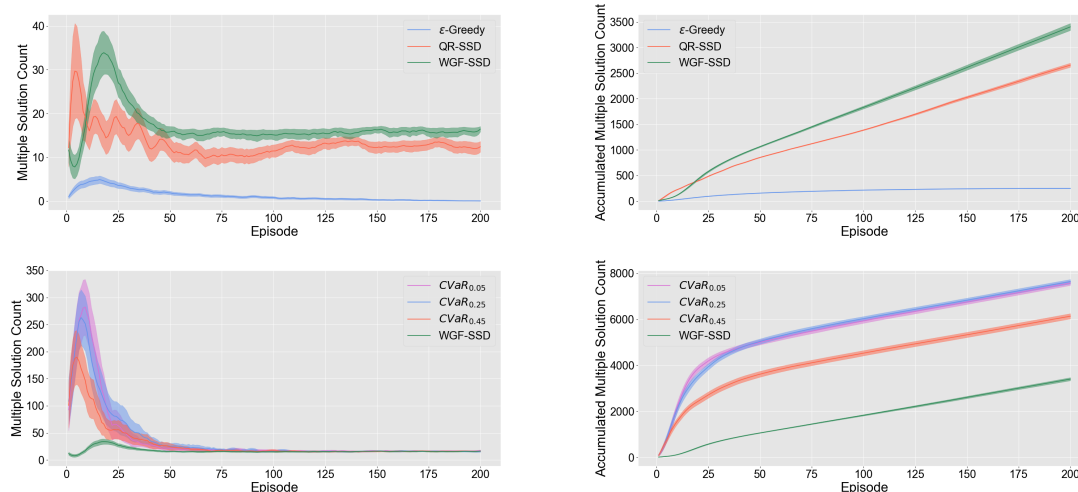 Multiple Solution Count
40
30
20
10
0
0 25 50 75 100 125 150 175 200
Episode
ε-Greedy
QR-SSD
WGF-SSD
Accumulated Multiple Solution Count
3500
3000
2500
2000
1500
1000
500
0
0 25 50 75 100 125 150 175 200
Episode
ε-Greedy
QR-SSD
WGF-SSD
Multiple Solution Count
350
300
250
200
150
100
50
0
0 25 50 75 100 125 150 175 200
Episode
CVaR0.05
CVaR0.25
CVaR0.45
WGF-SSD
Accumulated Multiple Solution Count
8000
6000
4000
2000
0
0 25 50 75 100 125 150 175 200
Episode
CVaR0.05
CVaR0.25
CVaR0.45
WGF-SSD